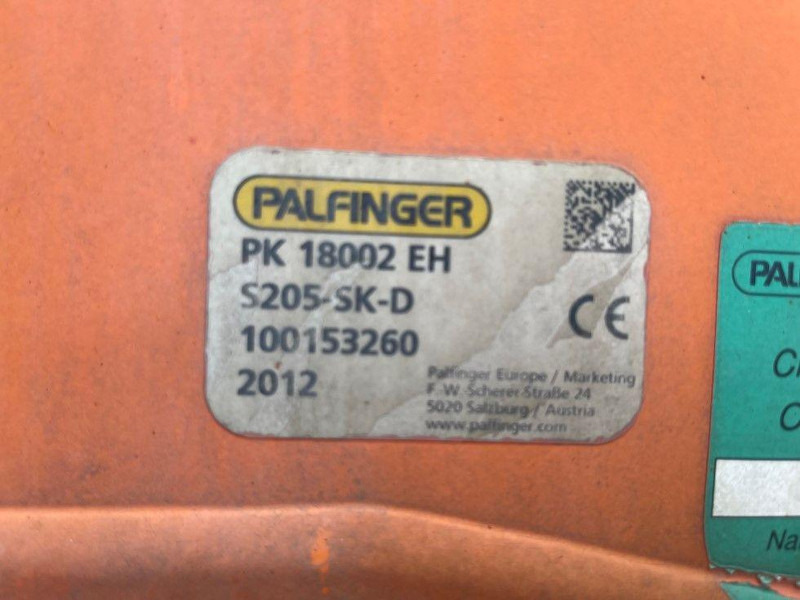 PALFINGER
PK 18002 EH
S205-SK-D
100153260
2012
CE
Palfinger Europe / Marketing
F. W. Scherer-Straße 24
5020 Salzburg / Austria
www.palfinger.com